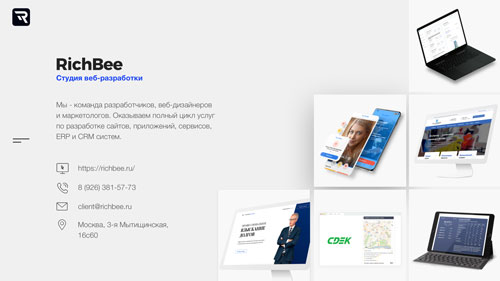 RichBee
Студия веб-разработки
Мы - команда разработчиков, веб-дизайнеров
и маркетологов. Оказываем полный цикл услуг
по разработке сайтов, приложений, сервисов,
ERP и CRM систем.
https://richbee.ru/
8 (926) 381-57-73
client@richbee.ru
Москва, 3-я Мытищинская,
16с60
ВЗЫСКАНИЕ
ДОЛГОВ
CDEK